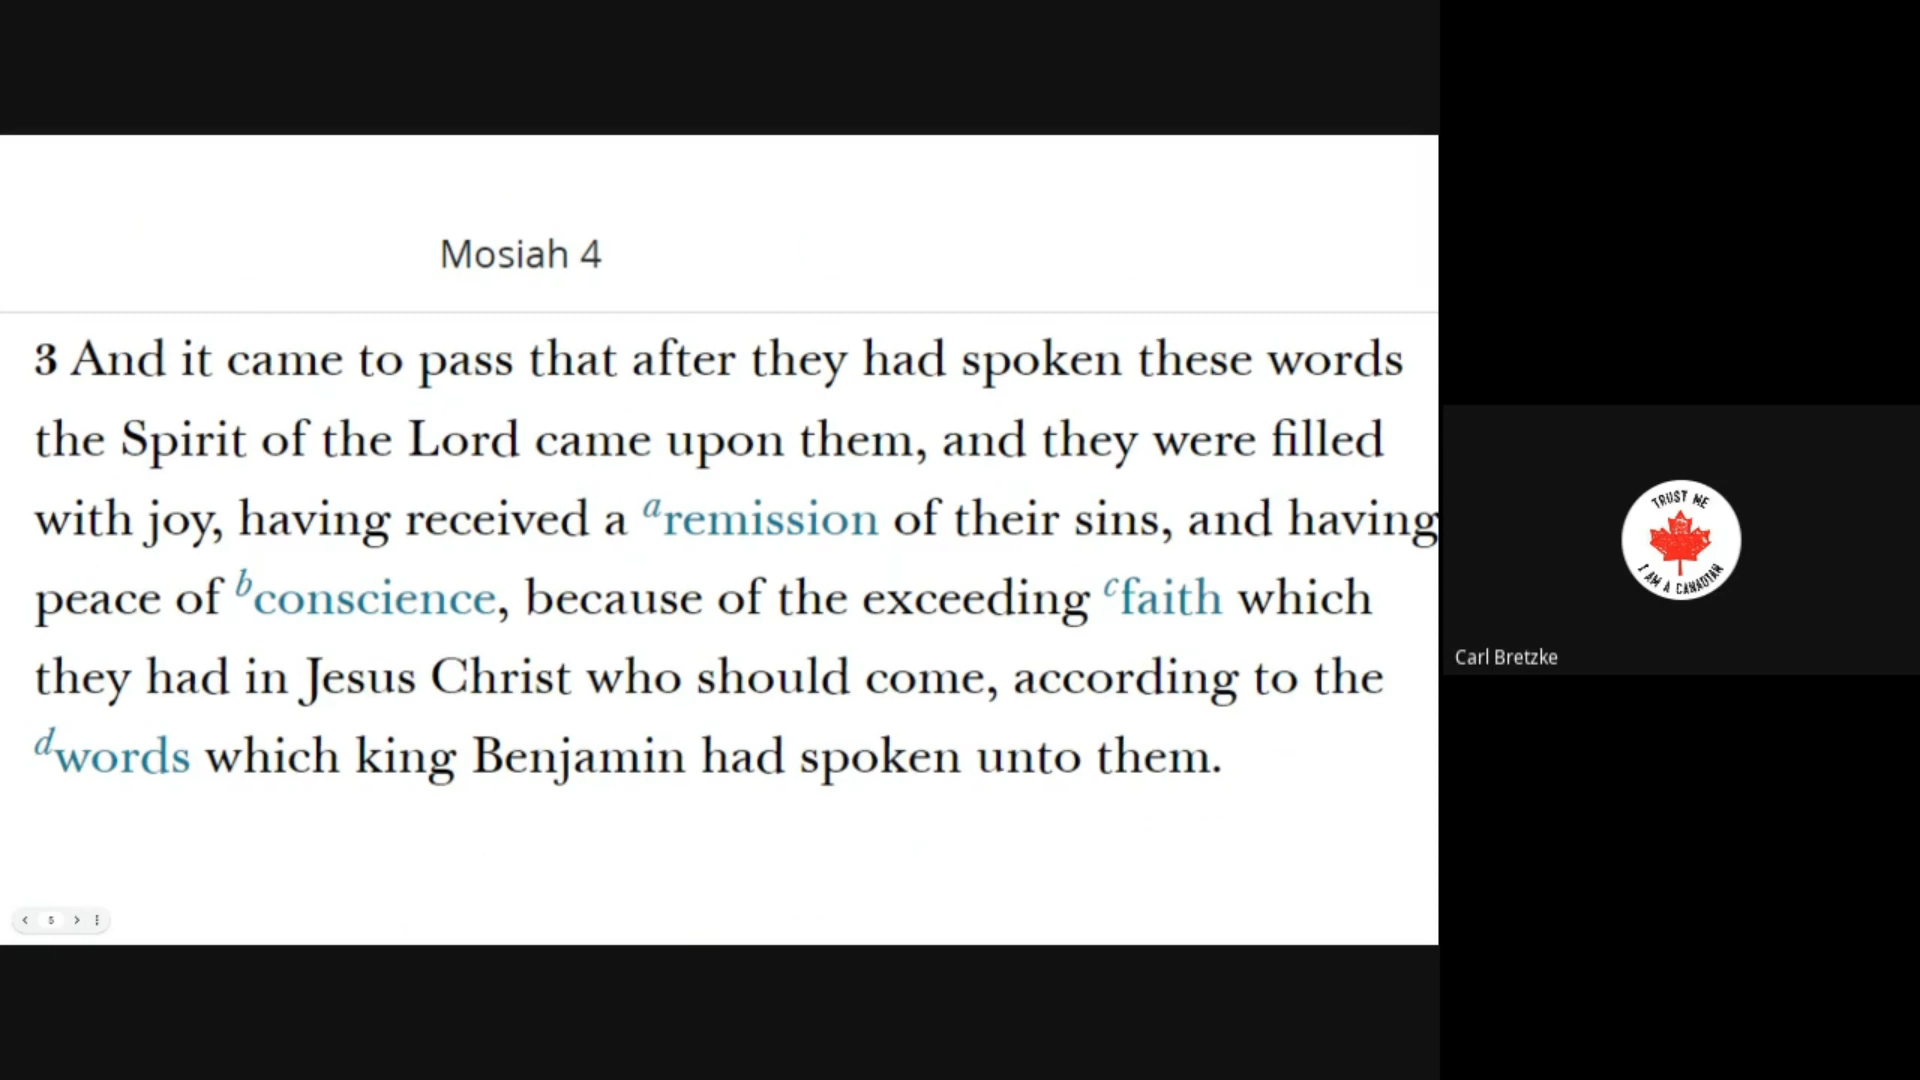 Mosiah 4
3 And it came to pass that after they had spoken these words
the Spirit of the Lord came upon them, and they were filled
with joy, having received a ᵃremission of their sins, and having
peace of ᵇconscience, because of the exceeding ᶜfaith which
they had in Jesus Christ who should come, according to the
ᵈwords which king Benjamin had spoken unto them.
5
TRUST ME
I AM A CANADIAN
Carl Bretzke